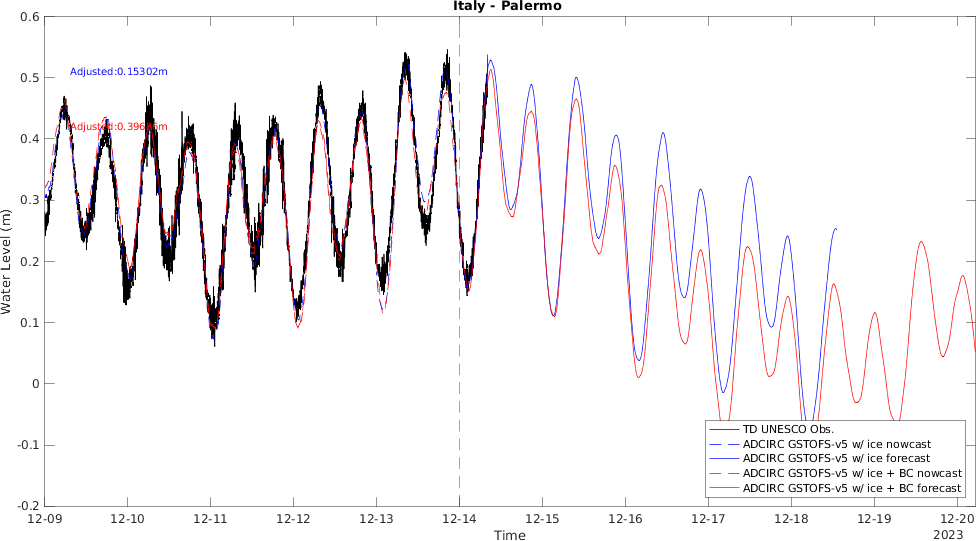 Italy - Palermo
0.6
0.5
0.4
0.3
0.2
0.1
0
-0.1
-0.2
Water Level (m)
Adjusted:0.15302m
TD UNESCO Obs.
ADCIRC GSTOFS-v5 w/ ice nowcast
ADCIRC GSTOFS-v5 w/ ice forecast
ADCIRC GSTOFS-v5 w/ ice + BC nowcast
ADCIRC GSTOFS-v5 w/ ice + BC forecast
12-09 12-10 12-11 12-12 12-13 12-14 12-15 12-16 12-17 12-18 12-19 12-20
Time
2023